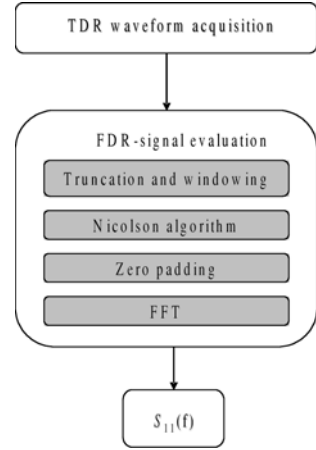 TDR waveform acquisition
FDR-signal evaluation
Truncation and windowing
Nicolson algorithm
Zero padding
FFT
S₁₁(f)